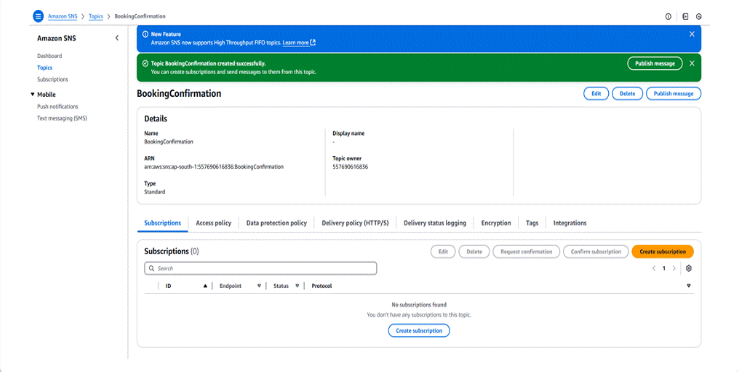 Amazon SNS > Topics > BookingConfirmation
Amazon SNS
Dashboard
Topics
Subscriptions
Mobile
Push notifications
Text messaging (SMS)
New Feature
Amazon SNS now supports High Throughput FIFO topics. Learn more
Topic BookingConfirmation created successfully.
You can create subscriptions and send messages to them from this topic.
Publish message
BookingConfirmation
Edit Delete Publish message
Details
Name
BookingConfirmation
Display name
-
ARN
arn:aws:sns:ap-south-1:557690616836:BookingConfirmation
Topic owner
557690616836
Type
Standard
Subscriptions Access policy Data protection policy Delivery policy (HTTP/S) Delivery status logging Encryption Tags Integrations
Subscriptions (0)
Edit Delete Request confirmation Confirm subscription Create subscription
Search
1
ID Endpoint Status Protocol
No subscriptions found
You don't have any subscriptions to this topic.
Create subscription